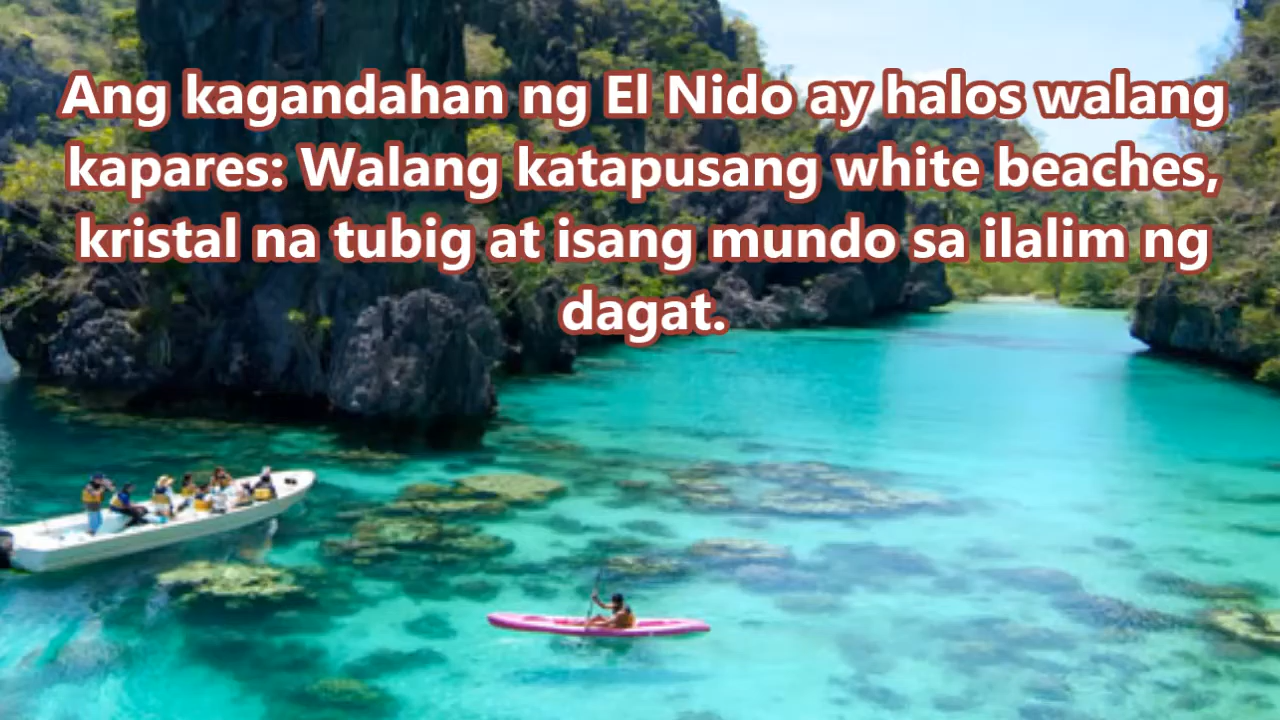 Ang kagandahan ng El Nido ay halos walang
kapares: Walang katapusang white beaches,
kristal na tubig at isang mundo sa ilalim ng
dagat.